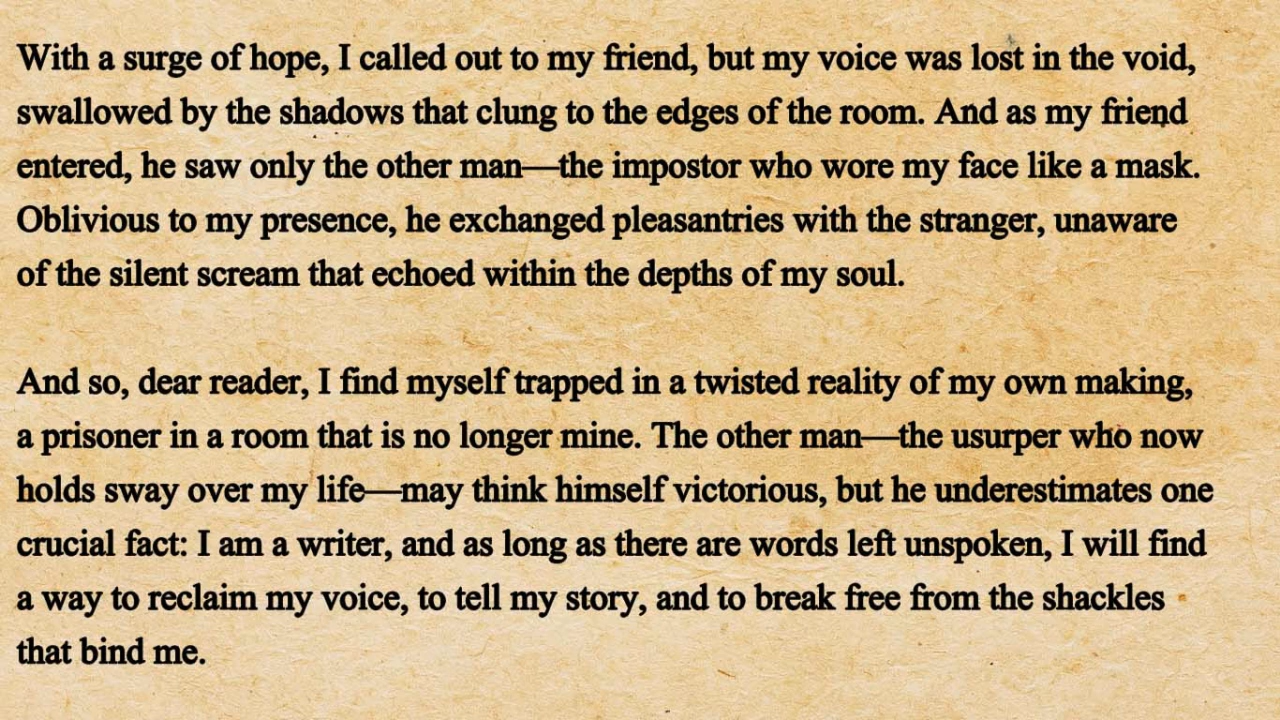 With a surge of hope, I called out to my friend, but my voice was lost in the void,
swallowed by the shadows that clung to the edges of the room. And as my friend
entered, he saw only the other man—the impostor who wore my face like a mask.
Oblivious to my presence, he exchanged pleasantries with the stranger, unaware
of the silent scream that echoed within the depths of my soul.
And so, dear reader, I find myself trapped in a twisted reality of my own making,
a prisoner in a room that is no longer mine. The other man—the usurper who now
holds sway over my life—may think himself victorious, but he underestimates one
crucial fact: I am a writer, and as long as there are words left unspoken, I will find
a way to reclaim my voice, to tell my story, and to break free from the shackles
that bind me.